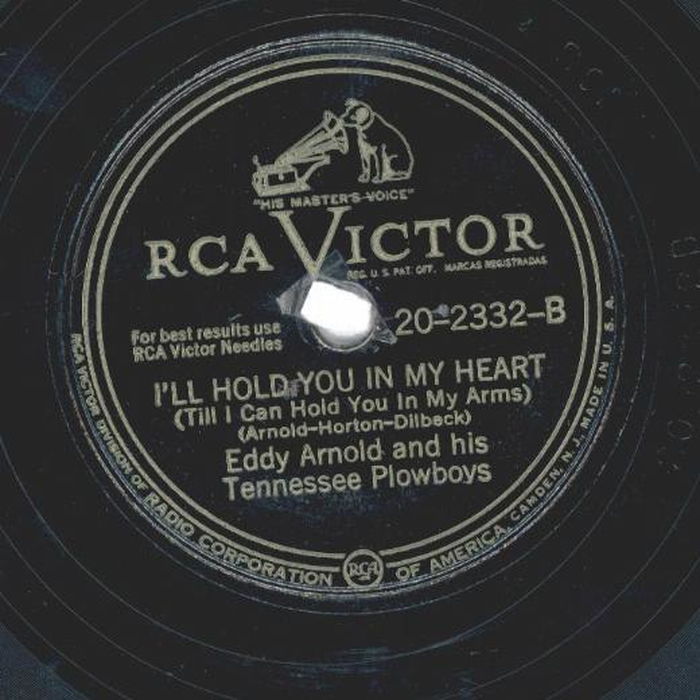 "HIS MASTER'S VOICE"
RCA VICTOR
REG. U. S. PAT. OFF. MARCAS REGISTRADAS
For best results use
RCA Victor Needles
20-2332-B
I'LL HOLD YOU IN MY HEART
(Till I Can Hold You In My Arms)
(Arnold-Horton-Dilbeck)
Eddy Arnold and his
Tennessee Plowboys
RCA VICTOR DIVISION OF RADIO CORPORATION OF AMERICA, CAMDEN, N. J. MADE IN U. S. A.
RCA